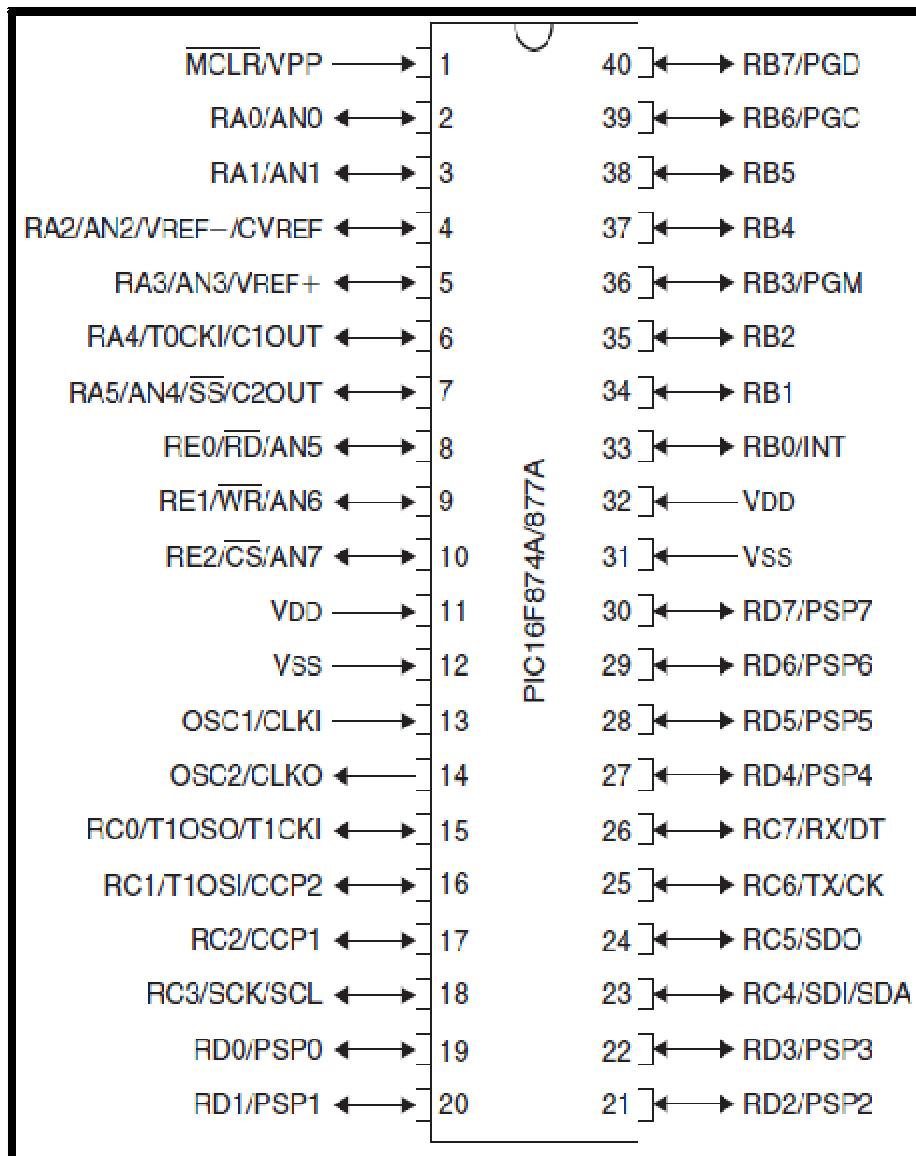 MCLR/VPP 1 40 RB7/PGD
RA0/AN0 2 39 RB6/PGC
RA1/AN1 3 38 RB5
RA2/AN2/VREF-/CVREF 4 37 RB4
RA3/AN3/VREF+ 5 36 RB3/PGM
RA4/T0CKI/C1OUT 6 35 RB2
RA5/AN4/SS/C2OUT 7 34 RB1
RE0/RD/AN5 8 33 RB0/INT
RE1/WR/AN6 9 32 VDD
RE2/CS/AN7 10 31 VSS
VDD 11 30 RD7/PSP7
VSS 12 29 RD6/PSP6
OSC1/CLKI 13 28 RD5/PSP5
OSC2/CLKO 14 27 RD4/PSP4
RC0/T1OSO/T1CKI 15 26 RC7/RX/DT
RC1/T1OSI/CCP2 16 25 RC6/TX/CK
RC2/CCP1 17 24 RC5/SDO
RC3/SCK/SCL 18 23 RC4/SDI/SDA
RD0/PSP0 19 22 RD3/PSP3
RD1/PSP1 20 21 RD2/PSP2
PIC16F874A/877A